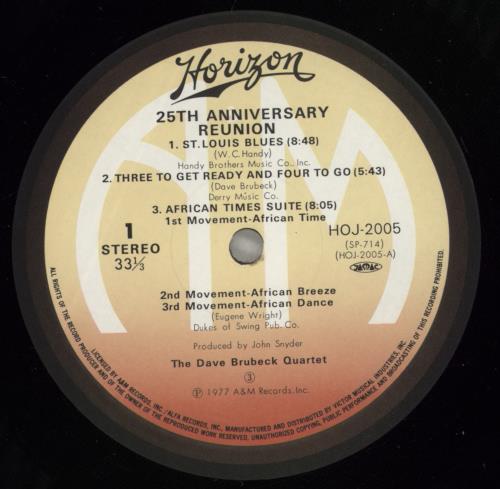 Horizon
25TH ANNIVERSARY
REUNION
1. ST. LOUIS BLUES (8:48)
(W.C. Handy)
Handy Brothers Music Co., Inc.
2. THREE TO GET READY AND FOUR TO GO (5:43)
(Dave Brubeck)
Derry Music Co.
3. AFRICAN TIMES SUITE (8:05)
1st Movement-African Time
1
STEREO
33⅓
HOJ-2005
(SP-714)
(HOJ-2005-A)
JASRAC
2nd Movement-African Breeze
3rd Movement-African Dance
(Eugene Wright)
Dukes of Swing Pub. Co.
Produced by John Snyder
The Dave Brubeck Quartet
③
Ⓟ 1977 A&M Records, Inc.
ALL RIGHTS OF THE RECORD PRODUCER AND OF THE OWNER OF THE REPRODUCED WORK RESERVED. UNAUTHORIZED COPYING, PUBLIC PERFORMANCE AND BROADCASTING OF THIS RECORDING PROHIBITED.
LICENSED BY A&M RECORDS, INC./ALFA RECORDS, INC., MANUFACTURED AND DISTRIBUTED BY VICTOR MUSICAL INDUSTRIES, INC.
A&M